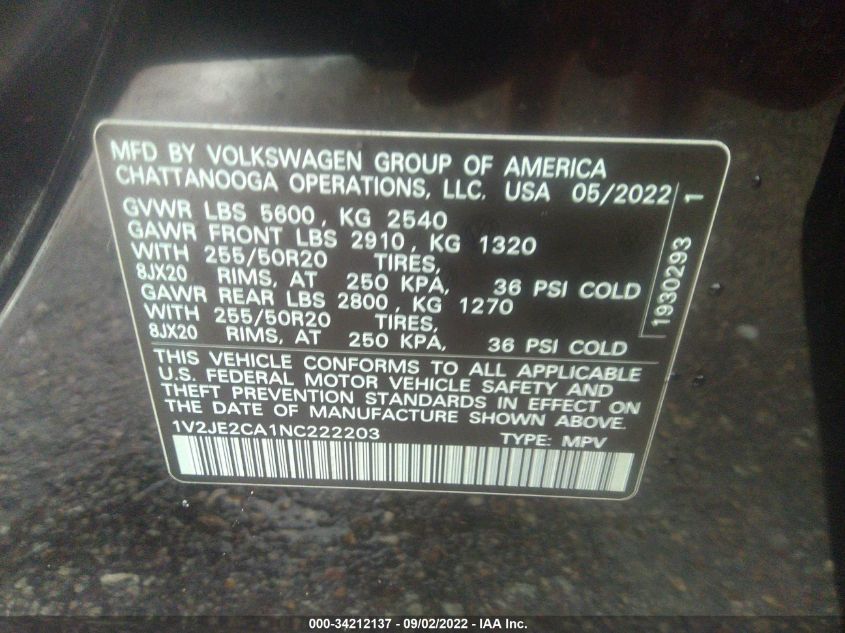 MFD BY VOLKSWAGEN GROUP OF AMERICA
CHATTANOOGA OPERATIONS, LLC. USA 05/2022
GVWR LBS 5600, KG 2540
GAWR FRONT LBS 2910, KG 1320
WITH 255/50R20 TIRES,
8JX20 RIMS, AT 250 KPA, 36 PSI COLD
GAWR REAR LBS 2800, KG 1270
WITH 255/50R20 TIRES,
8JX20 RIMS, AT 250 KPA, 36 PSI COLD
1930293 1
THIS VEHICLE CONFORMS TO ALL APPLICABLE
U.S. FEDERAL MOTOR VEHICLE SAFETY AND
THEFT PREVENTION STANDARDS IN EFFECT ON
THE DATE OF MANUFACTURE SHOWN ABOVE.
1V2JE2CA1NC222203 TYPE: MPV
000-34212137 - 09/02/2022 - IAA Inc.